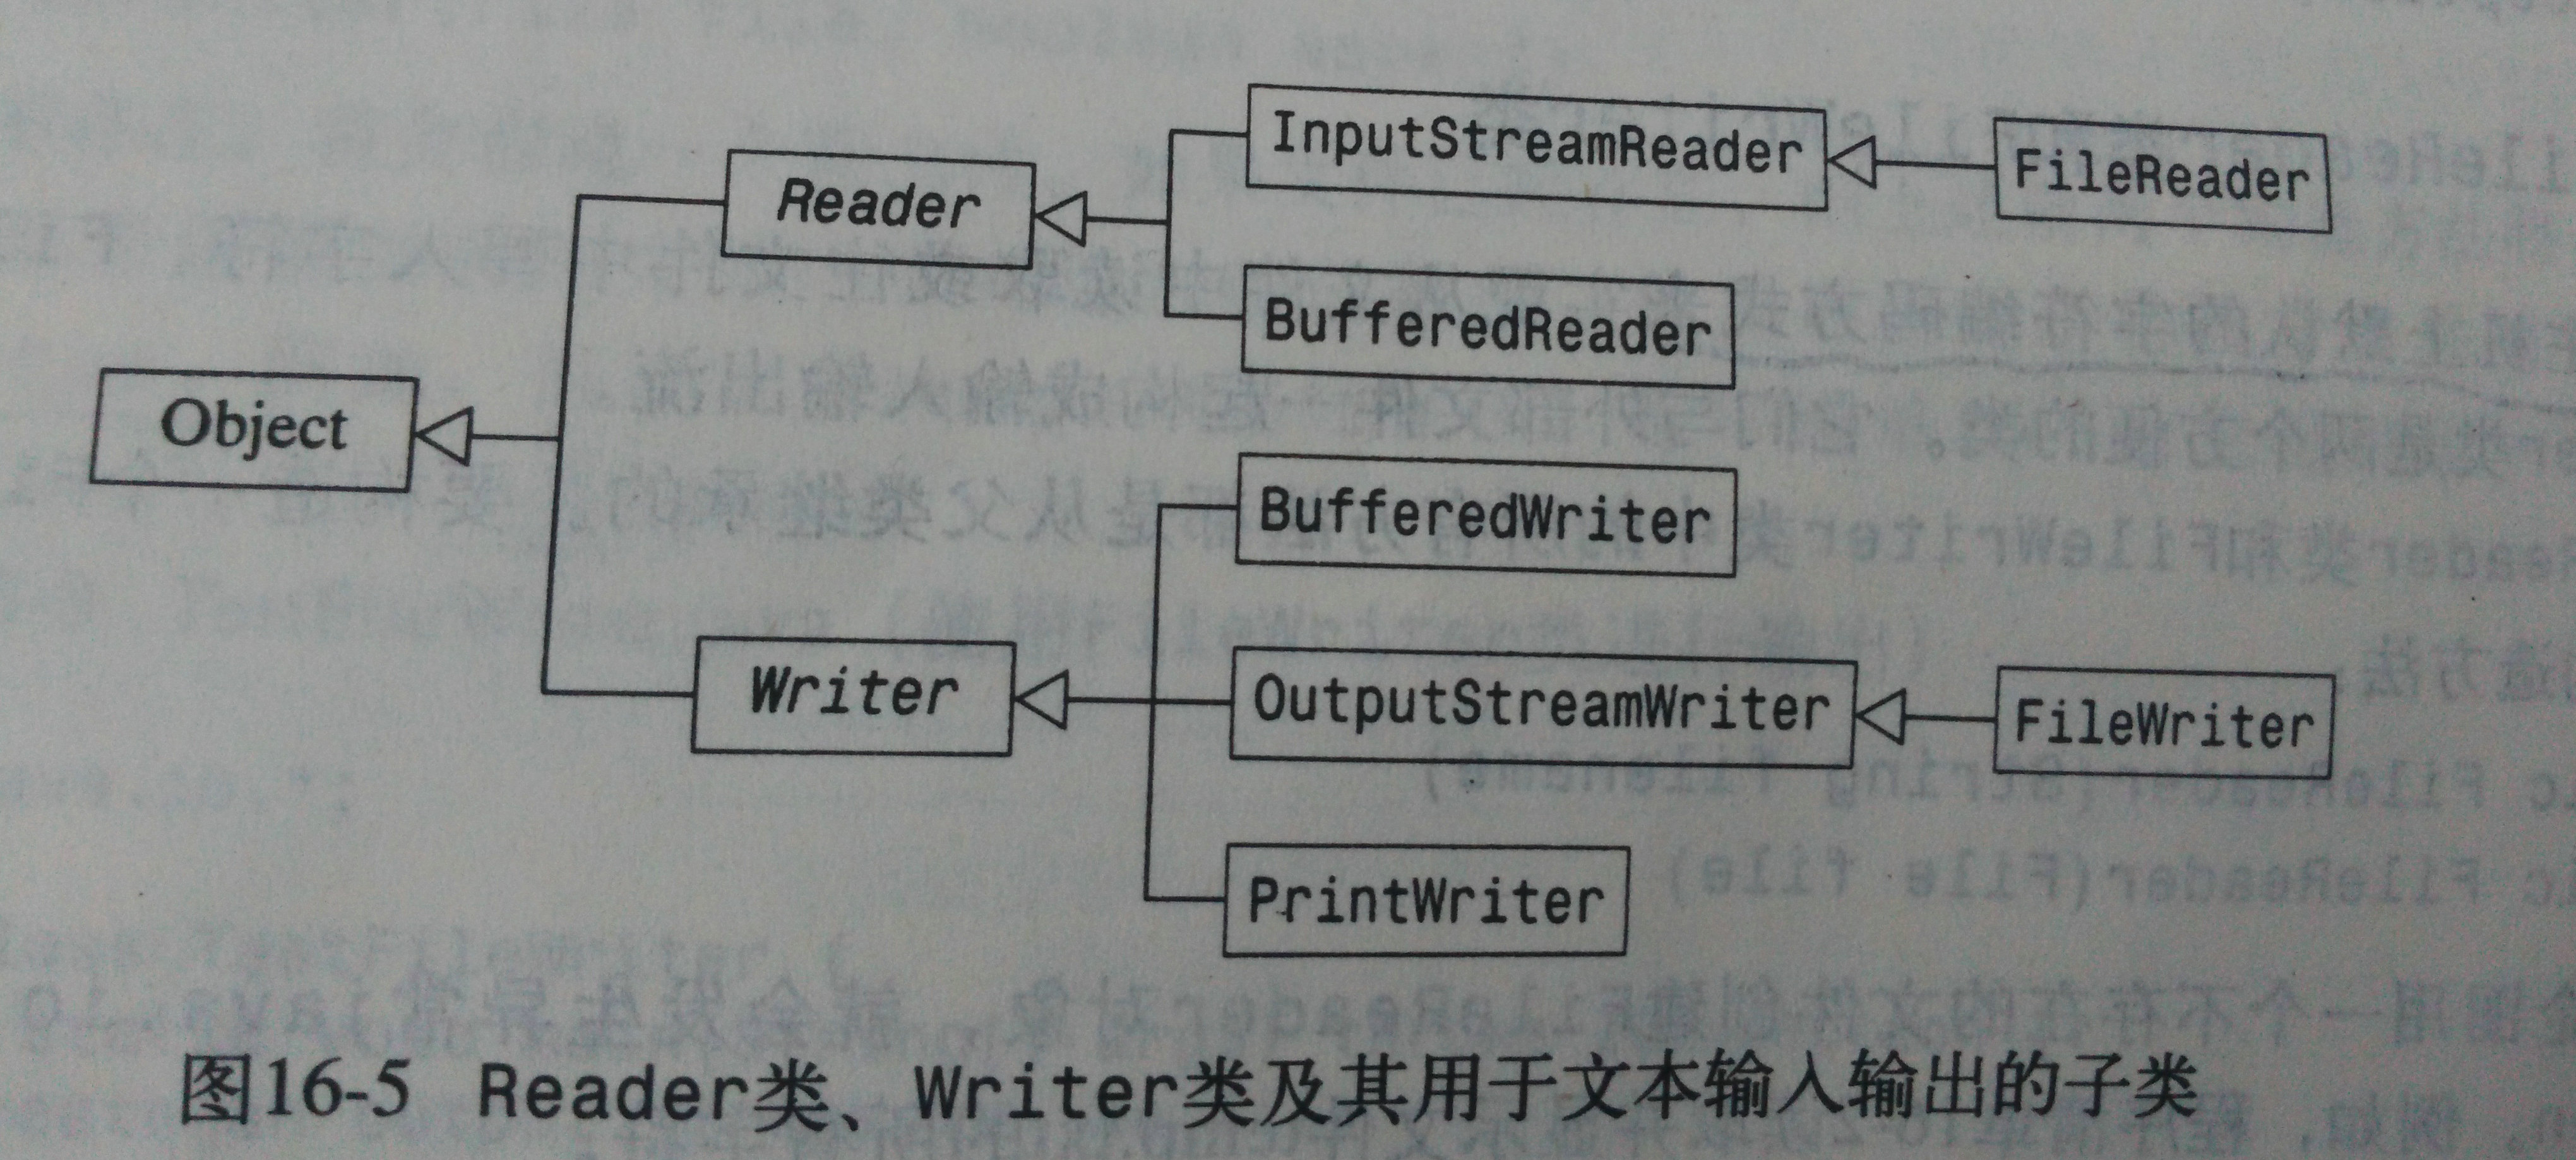 InputStreamReader
FileReader
Reader
BufferedReader
Object
BufferedWriter
Writer
OutputStreamWriter
FileWriter
PrintWriter
图16-5 Reader类、Writer类及其用于文本输入输出的子类